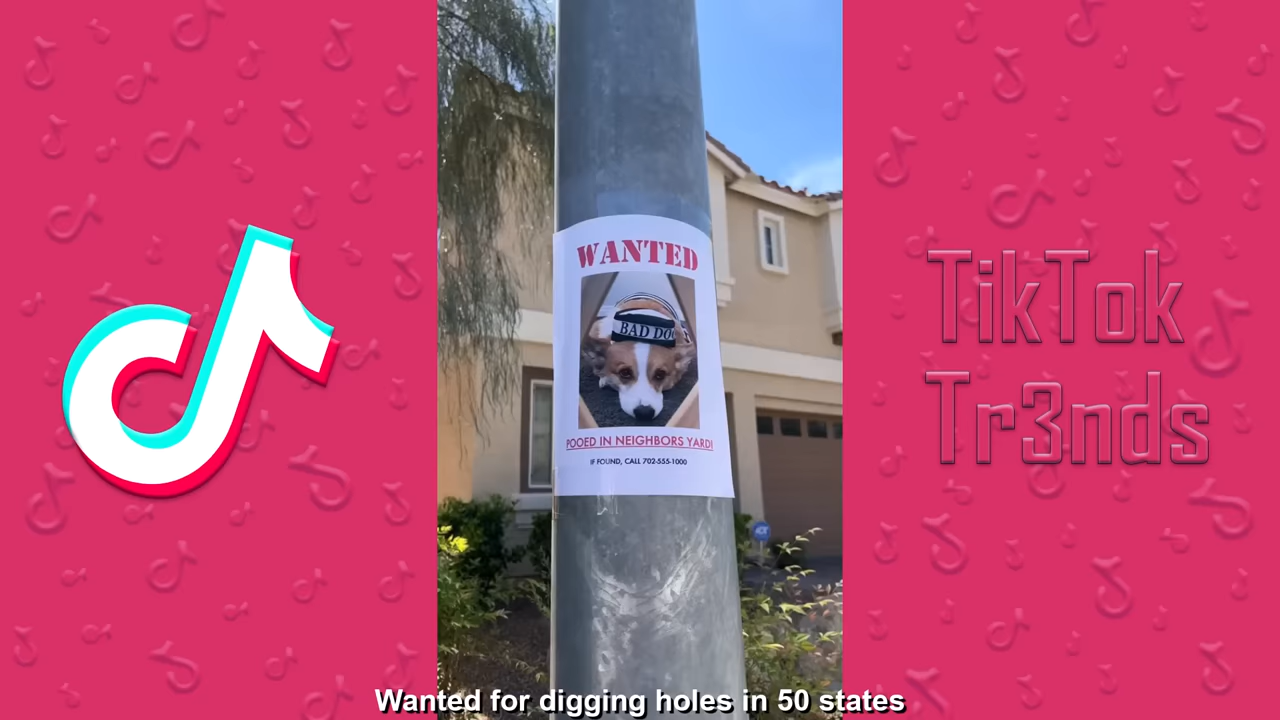 WANTED
BAD DOG
POOED IN NEIGHBORS YARD!
IF FOUND, CALL 702-555-1000
TikTok
Tr3nds
Wanted for digging holes in 50 states